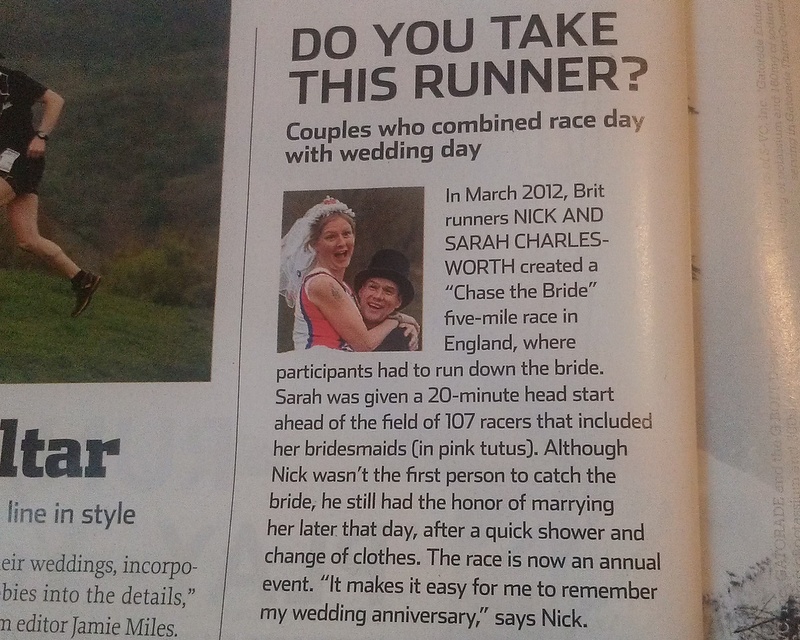 DO YOU TAKE
THIS RUNNER?
Couples who combined race day
with wedding day
In March 2012, Brit
runners NICK AND
SARAH CHARLES-
WORTH created a
“Chase the Bride”
five-mile race in
England, where
participants had to run down the bride.
Sarah was given a 20-minute head start
ahead of the field of 107 racers that included
her bridesmaids (in pink tutus). Although
Nick wasn’t the first person to catch the
bride, he still had the honor of marrying
her later that day, after a quick shower and
change of clothes. The race is now an annual
event. “It makes it easy for me to remember
my wedding anniversary,” says Nick.
ltar
line in style
eir weddings, incorpo-
bies into the details,”
m editor Jamie Miles.